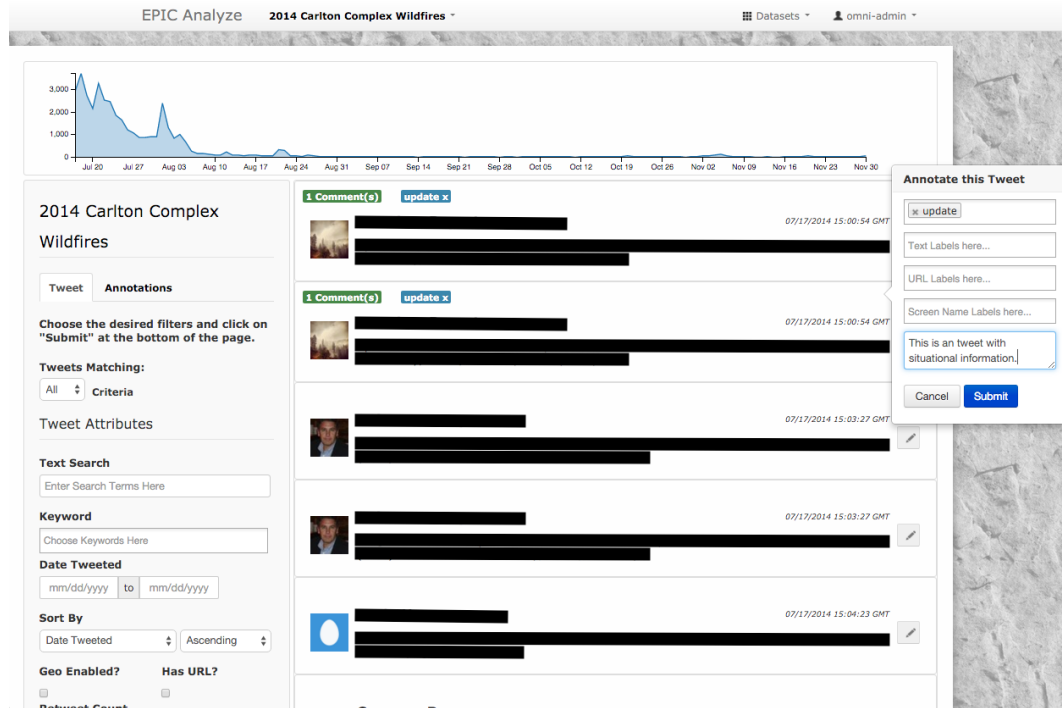 EPIC Analyze 2014 Carlton Complex Wildfires Datasets omni-admin
3,000
2,000
1,000
0
Jul 20 Jul 27 Aug 03 Aug 10 Aug 17 Aug 24 Aug 31 Sep 07 Sep 14 Sep 21 Sep 28 Oct 05 Oct 12 Oct 19 Oct 26 Nov 02 Nov 09 Nov 16 Nov 23 Nov 30
2014 Carlton Complex
Wildfires
Tweet Annotations
Choose the desired filters and click on
"Submit" at the bottom of the page.
Tweets Matching:
All Criteria
Tweet Attributes
Text Search
Enter Search Terms Here
Keyword
Choose Keywords Here
Date Tweeted
mm/dd/yyyy to mm/dd/yyyy
Sort By
Date Tweeted Ascending
Geo Enabled? Has URL?
Retweet Count
1 Comment(s) update x
07/17/2014 15:00:54 GMT
1 Comment(s) update x
07/17/2014 15:00:54 GMT
07/17/2014 15:03:27 GMT
07/17/2014 15:03:27 GMT
07/17/2014 15:04:23 GMT
Annotate this Tweet
x update
Text Labels here...
URL Labels here...
Screen Name Labels here...
This is an tweet with
situational information.
Cancel Submit